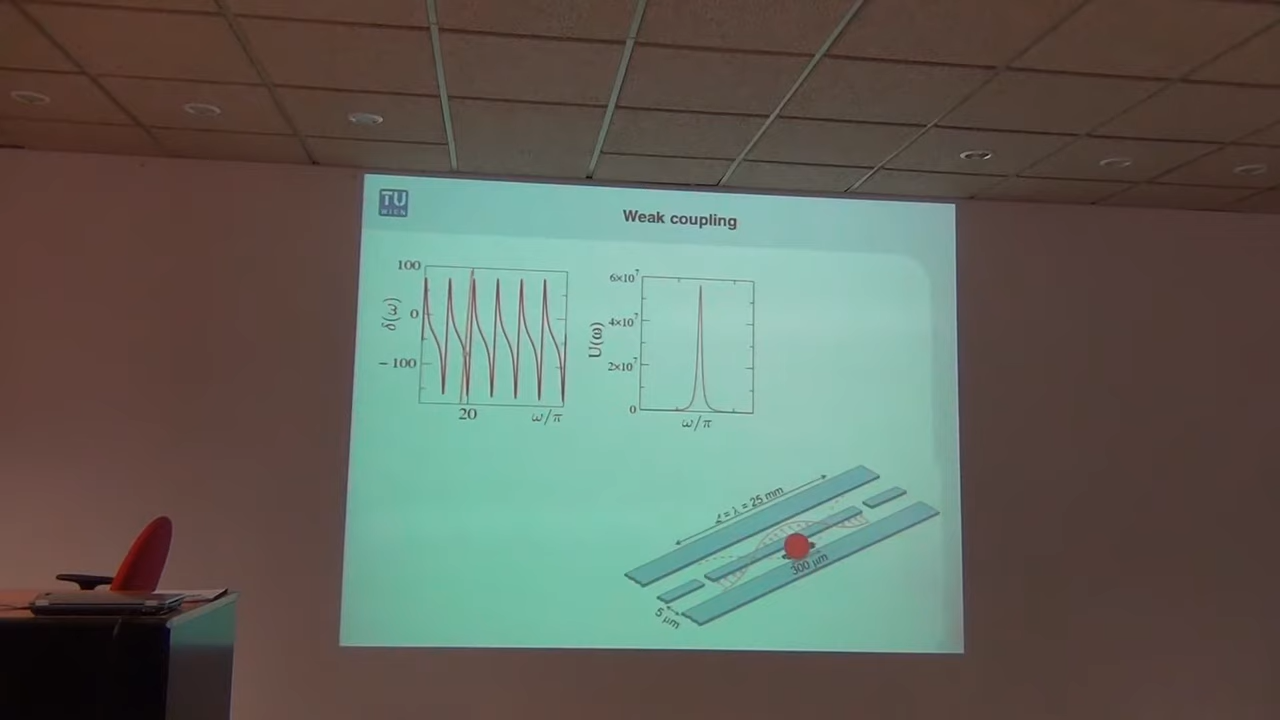 TU
WIEN
Weak coupling
100
0
−100
δ(ω)
20
ω/π
6×10⁷
4×10⁷
2×10⁷
0
U(ω)
ω/π
ℒ = λ = 25 mm
300 μm
5 μm